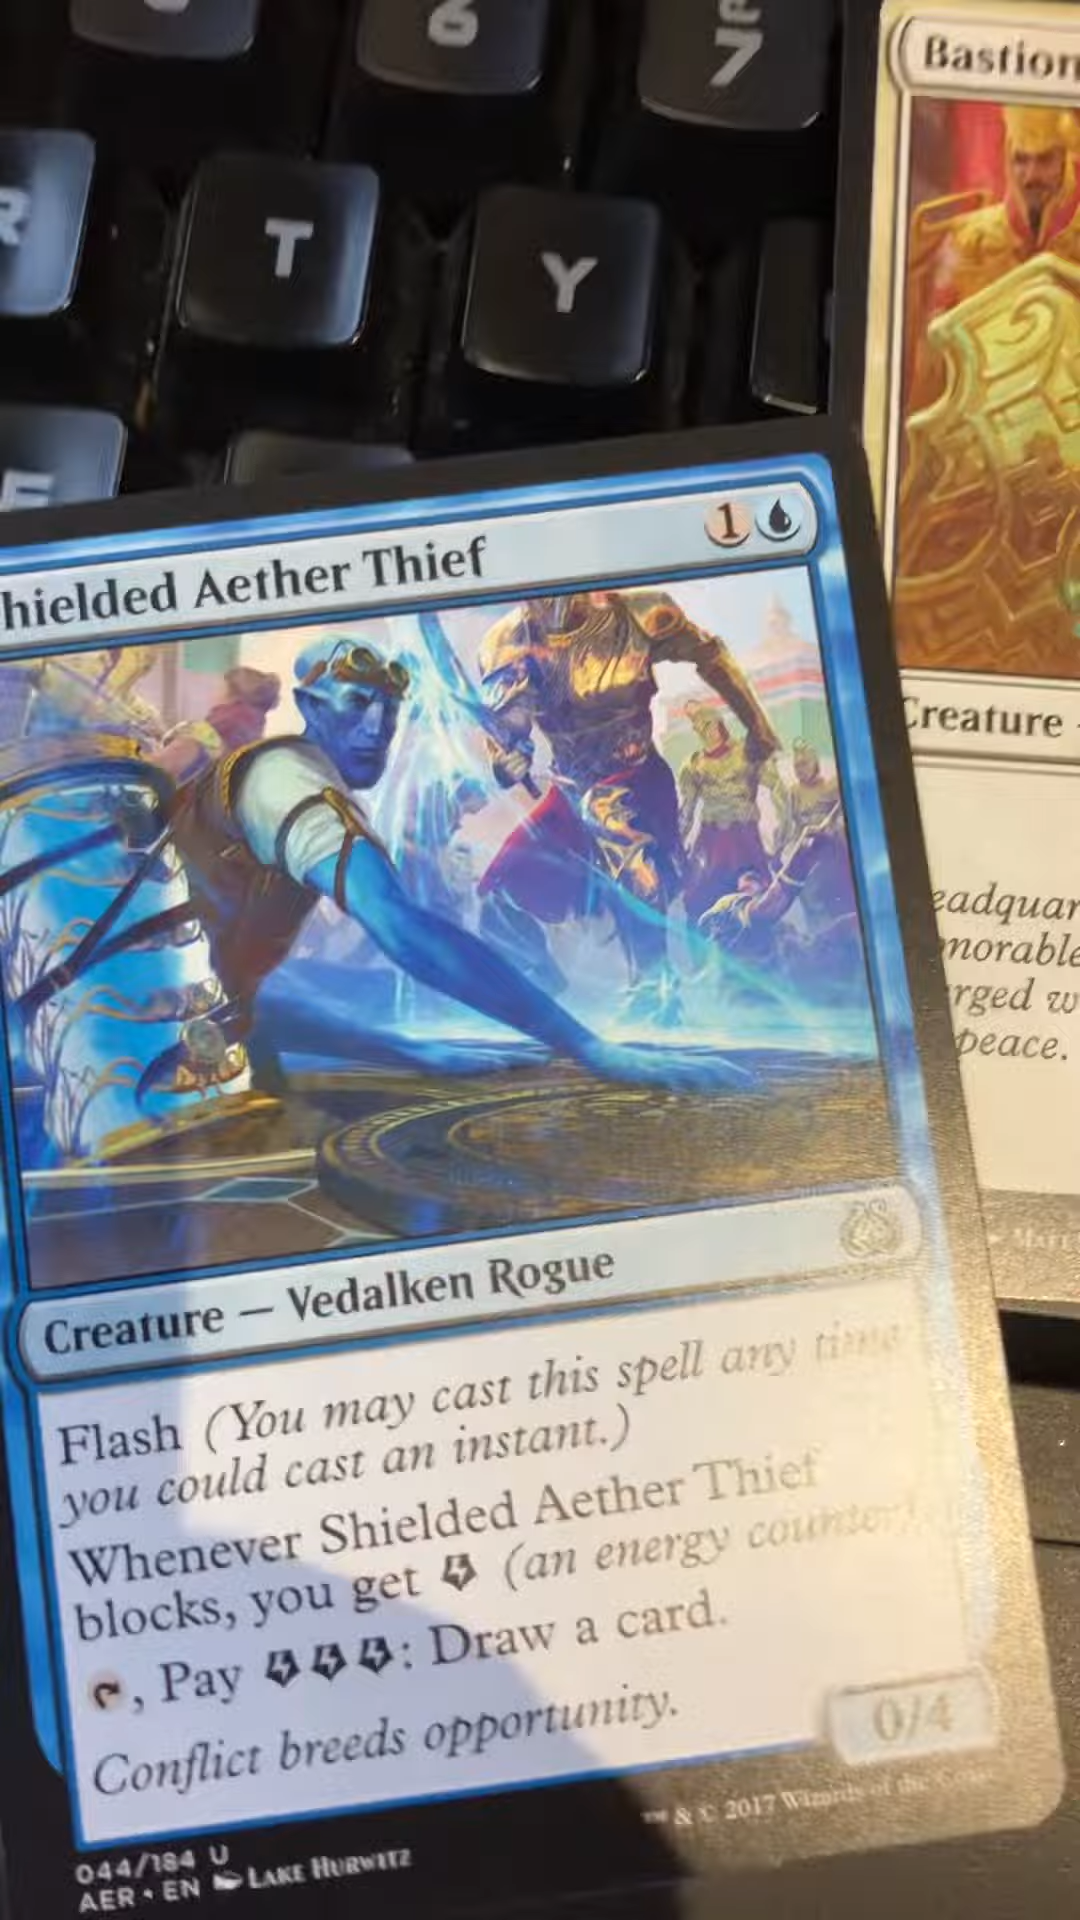 6
7
R
T
Y
F
Bastion
hielded Aether Thief
1
Creature -
eadquar
morable
rged w
peace.
Creature — Vedalken Rogue
Flash (You may cast this spell any time
you could cast an instant.)
Whenever Shielded Aether Thief
blocks, you get (an energy counter).
, Pay : Draw a card.
Conflict breeds opportunity.
0/4
™ & © 2017 Wizards of the Coast
044/184 U
AER • EN LAKE HURWITZ